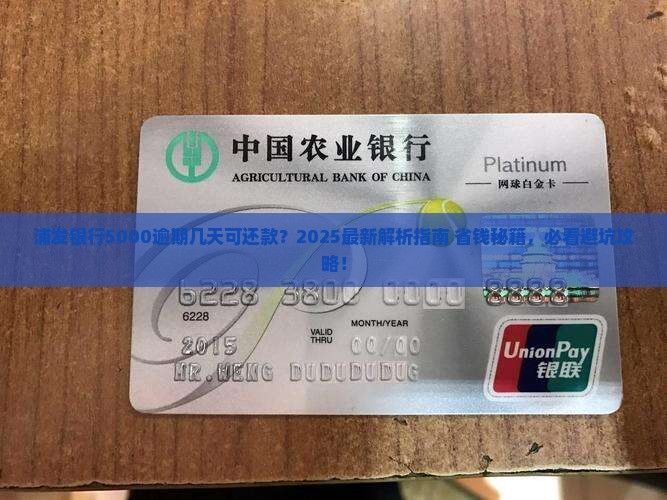 中国农业银行
AGRICULTURAL BANK OF CHINA
Platinum
网球白金卡
浦发银行5000逾期几天可还款？2025最新解析指南 省钱秘籍，必看避坑攻
略！
6228 3800 0000 8888
6228
MONTH/YEAR
VALID
THRU
2015 00/00
DUDUDUDUG
UnionPay
银联